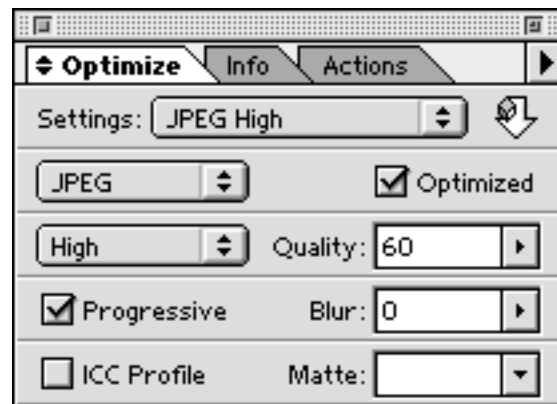 Optimize Info Actions
Settings: JPEG High
JPEG Optimized
High Quality: 60
Progressive Blur: 0
ICC Profile Matte: